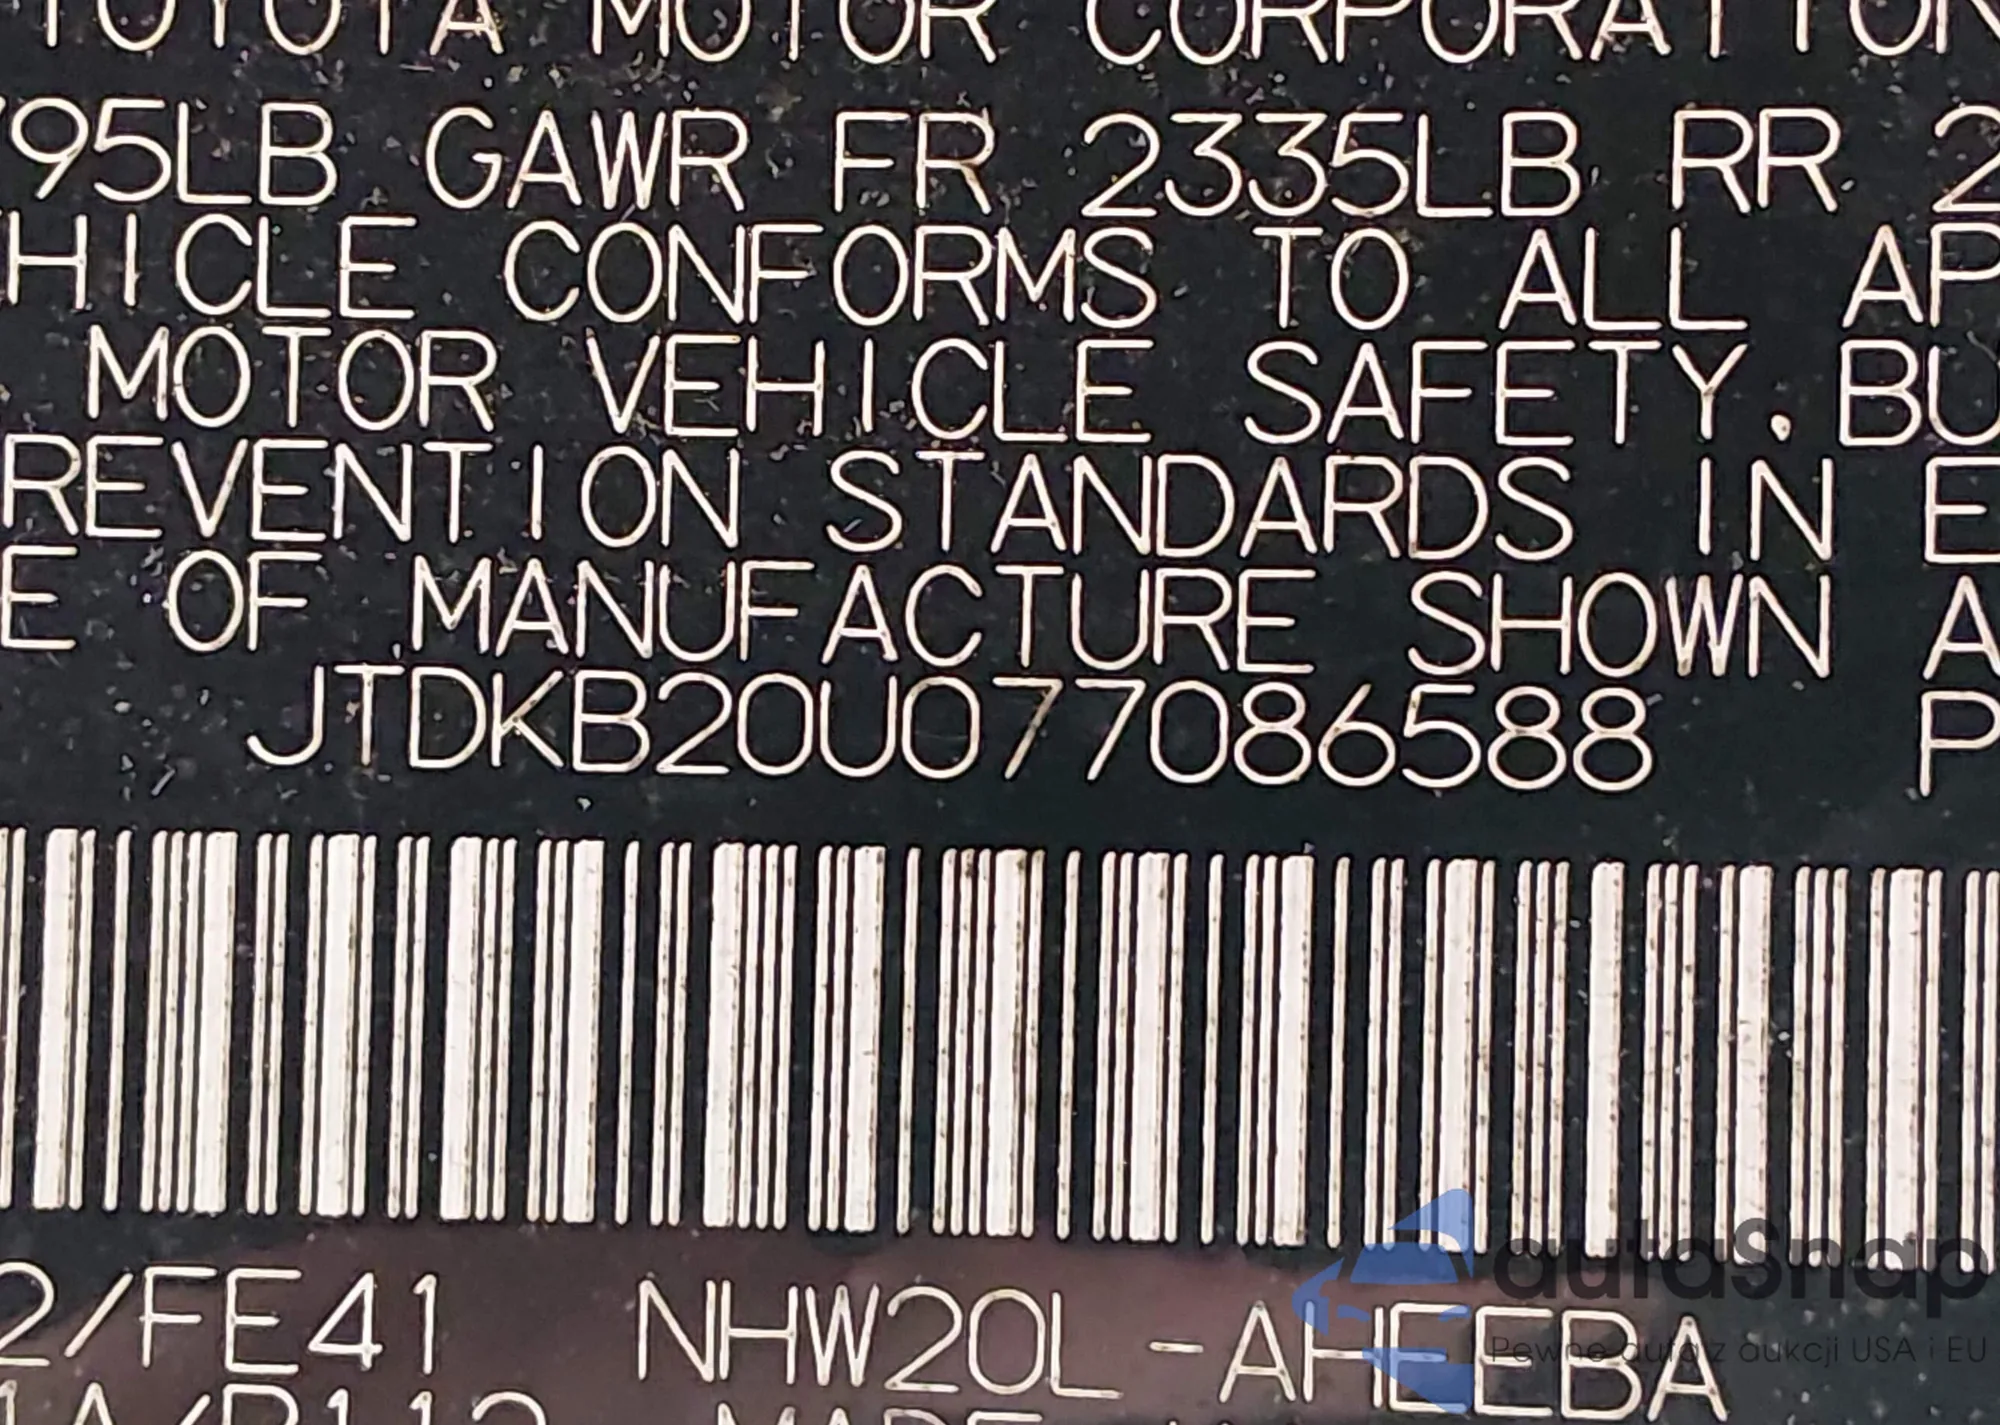 TOYOTA MOTOR CORPORATION
795LB GAWR FR 2335LB RR 2
HICLE CONFORMS TO ALL AP
MOTOR VEHICLE SAFETY. BU
REVENTION STANDARDS IN E
E OF MANUFACTURE SHOWN A
JTDKB20U077086588 P
2/FE41 NHW20L-AHEEBA
autaSnap
Pewne auta z aukcji USA i EU